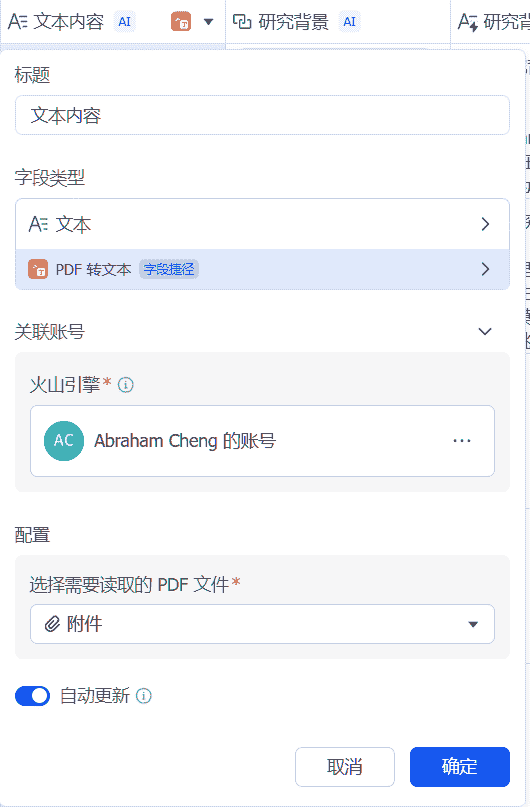 文本内容 AI 研究背景 AI 研究背
标题
文本内容
字段类型
文本
PDF 转文本 字段捷径
关联账号
火山引擎*
AC Abraham Cheng 的账号
配置
选择需要读取的 PDF 文件*
附件
自动更新
取消 确定